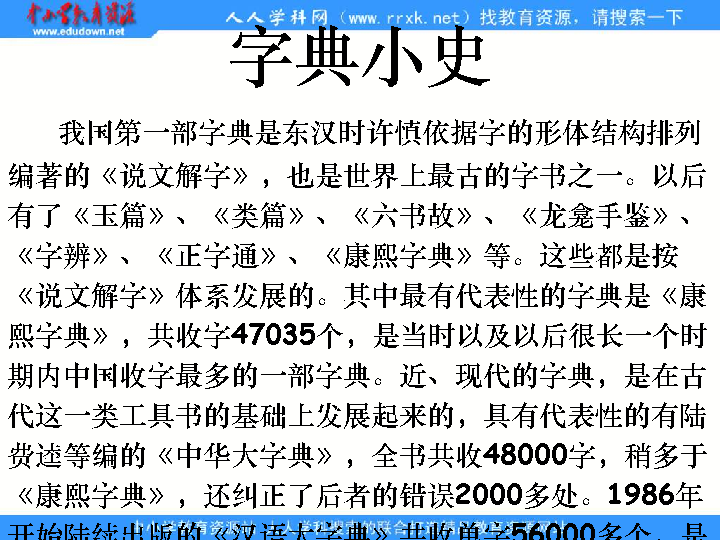 中小学教育资源站
www.edudown.net
人人学科网（www.rrxk.net）找教育资源，请搜索一下
字典小史
我国第一部字典是东汉时许慎依据字的形体结构排列
编著的《说文解字》，也是世界上最古的字书之一。以后
有了《玉篇》、《类篇》、《六书故》、《龙龛手鉴》、
《字辨》、《正字通》、《康熙字典》等。这些都是按
《说文解字》体系发展的。其中最有代表性的字典是《康
熙字典》，共收字47035个，是当时以及以后很长一个时
期内中国收字最多的一部字典。近、现代的字典，是在古
代这一类工具书的基础上发展起来的，具有代表性的有陆
费逵等编的《中华大字典》，全书共收48000字，稍多于
《康熙字典》，还纠正了后者的错误2000多处。1986年
开始陆续出版的《汉语大字典》共收单字56000多个，是